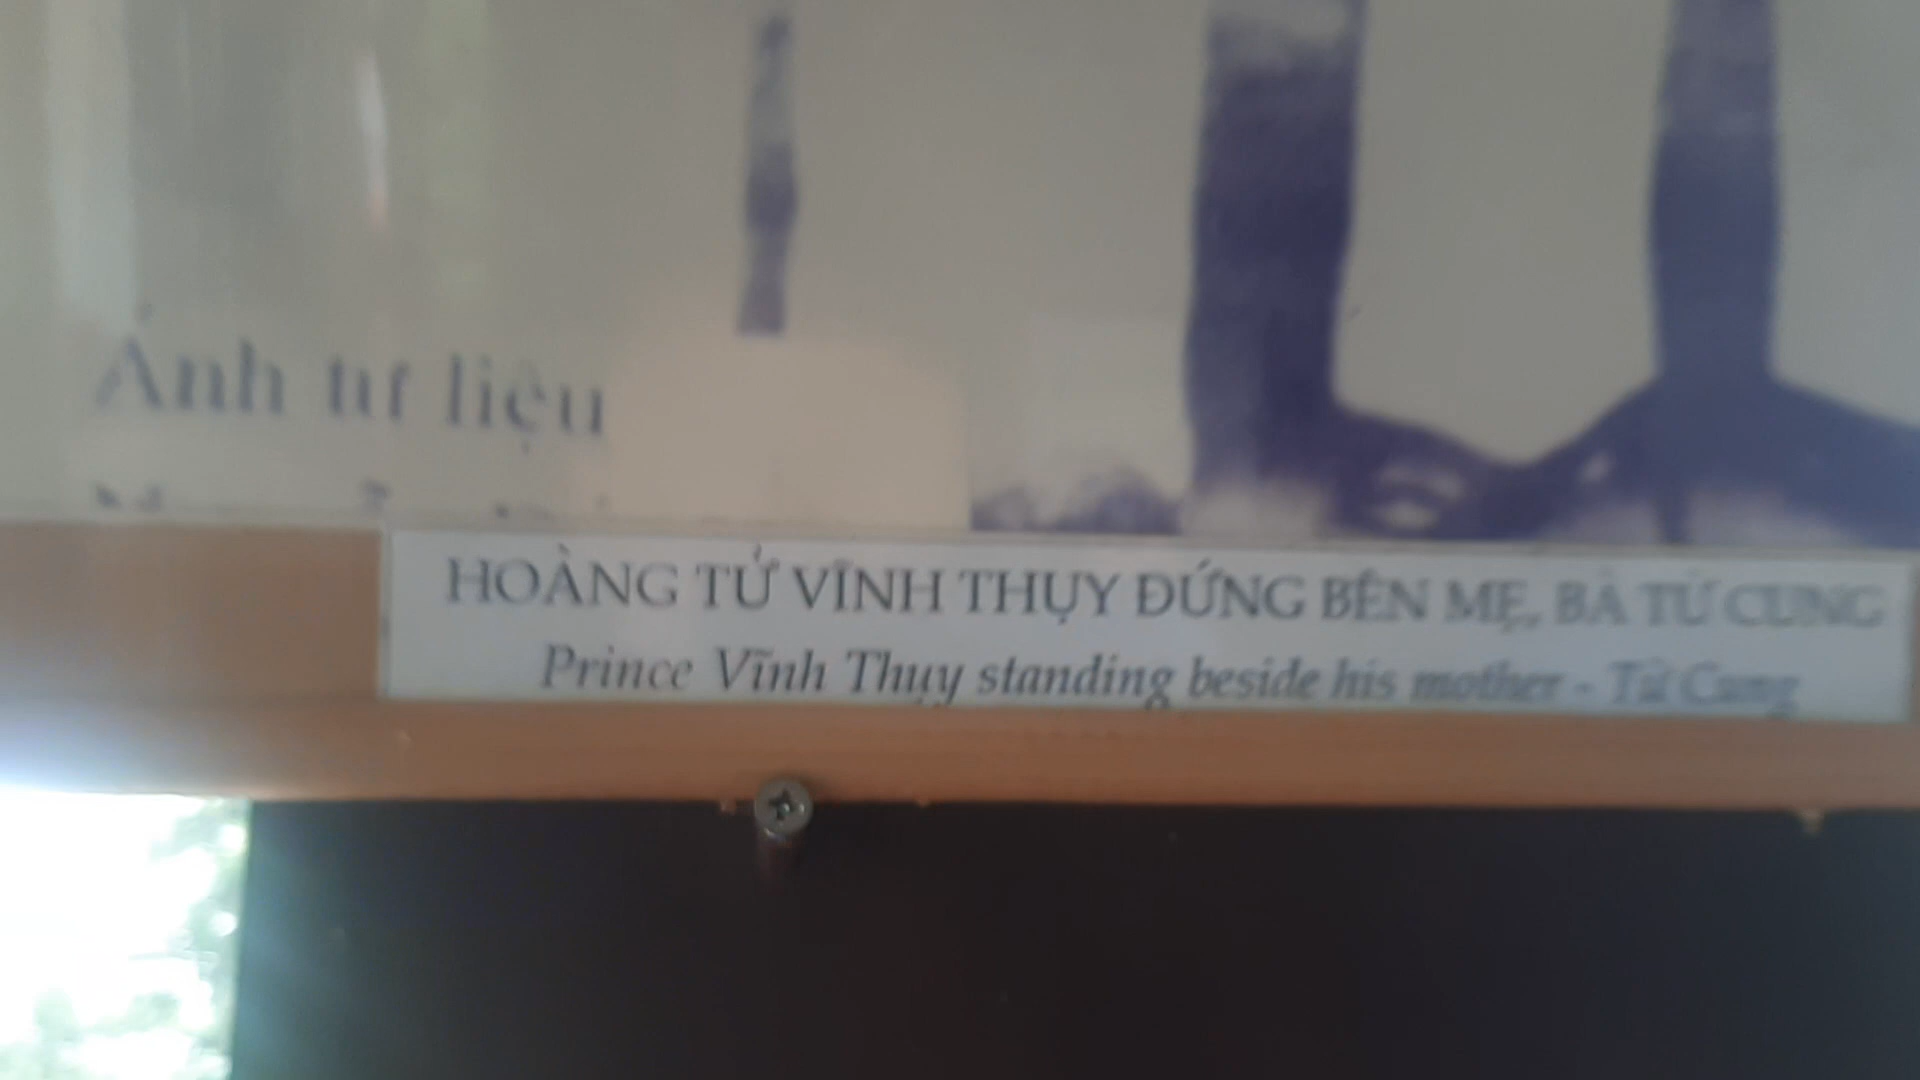 Ảnh tư liệu
HOÀNG TỬ VĨNH THỤY ĐỨNG BÊN MẸ, BÀ TỪ CUNG
Prince Vĩnh Thụy standing beside his mother - Từ Cung